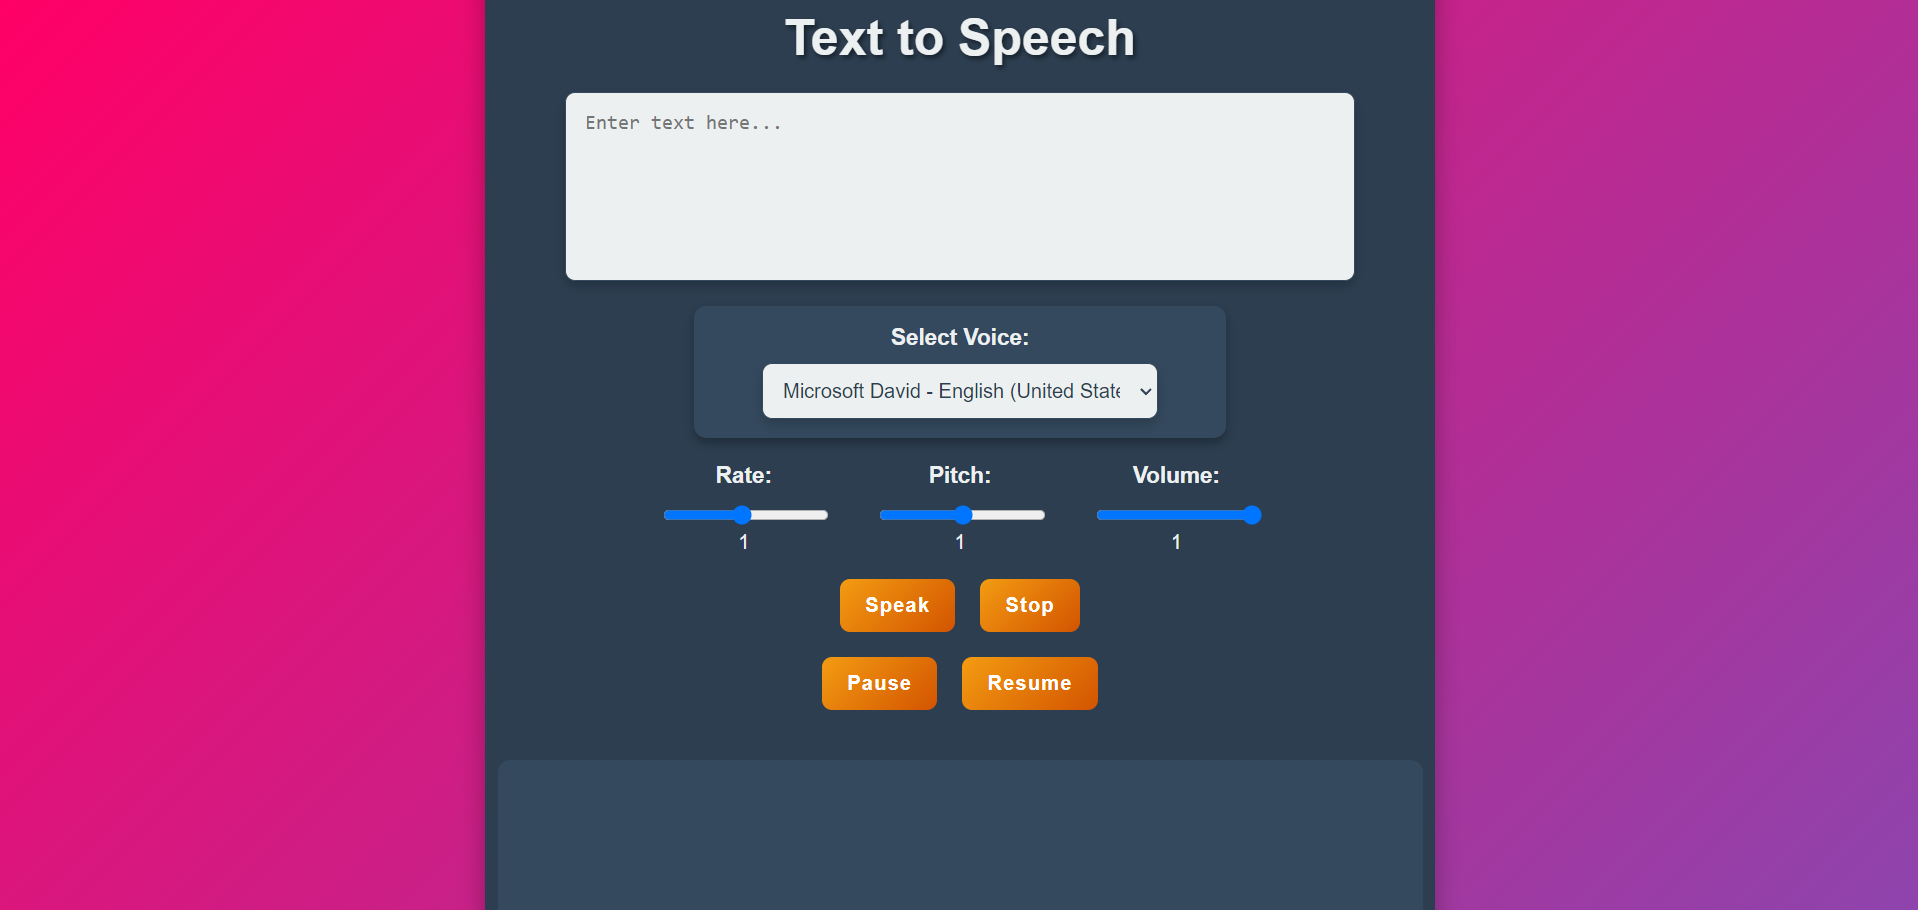 Text to Speech
Enter text here...
Select Voice:
Microsoft David - English (United State
Rate: Pitch: Volume:
1 1 1
Speak Stop
Pause Resume